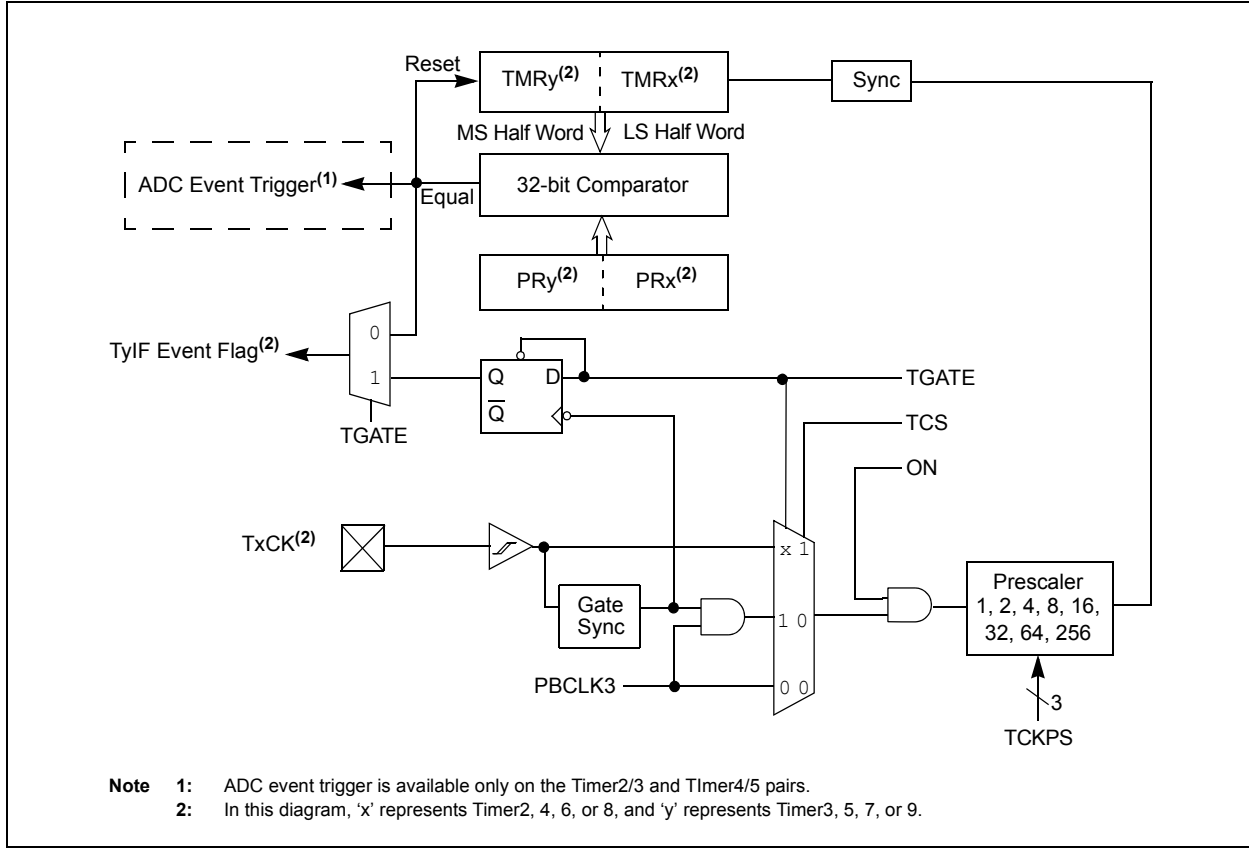 Reset
TMRy(2)
TMRx(2)
Sync
MS Half Word
LS Half Word
ADC Event Trigger(1)
Equal
32-bit Comparator
PRy(2)
PRx(2)
0
TyIF Event Flag(2)
1
Q
D
TGATE
Q
TCS
TGATE
ON
TxCK(2)
x 1
Prescaler
Gate
1, 2, 4, 8, 16,
1 0
Sync
32, 64, 256
PBCLK3
0 0
3
TCKPS
Note 1: ADC event trigger is available only on the Timer2/3 and TImer4/5 pairs.
2: In this diagram, ‘x’ represents Timer2, 4, 6, or 8, and ‘y’ represents Timer3, 5, 7, or 9.